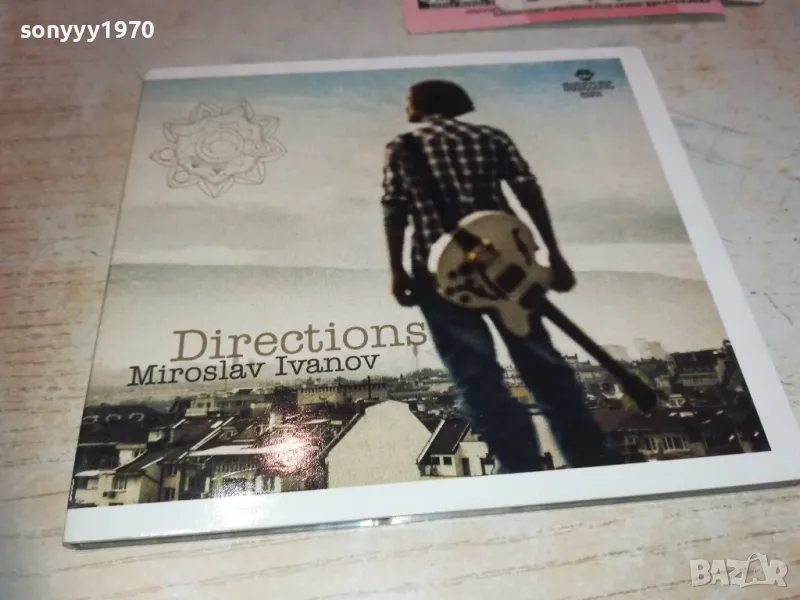 sonyyy1970
Directions
Miroslav Ivanov
BAZAR